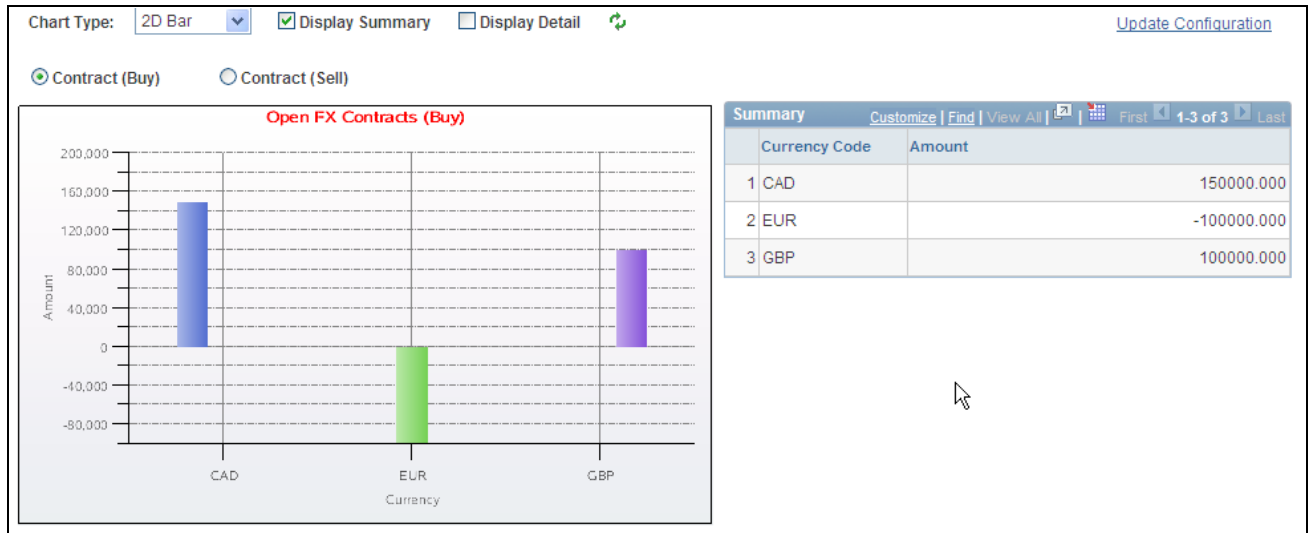 Chart Type: 2D Bar Display Summary Display Detail Update Configuration
Contract (Buy) Contract (Sell)
Open FX Contracts (Buy)
200,000
160,000
120,000
80,000
40,000
0
-40,000
-80,000
Amount
CAD EUR GBP
Currency
Summary Customize | Find | View All | | First 1-3 of 3 Last
Currency Code Amount
1 CAD 150000.000
2 EUR -100000.000
3 GBP 100000.000